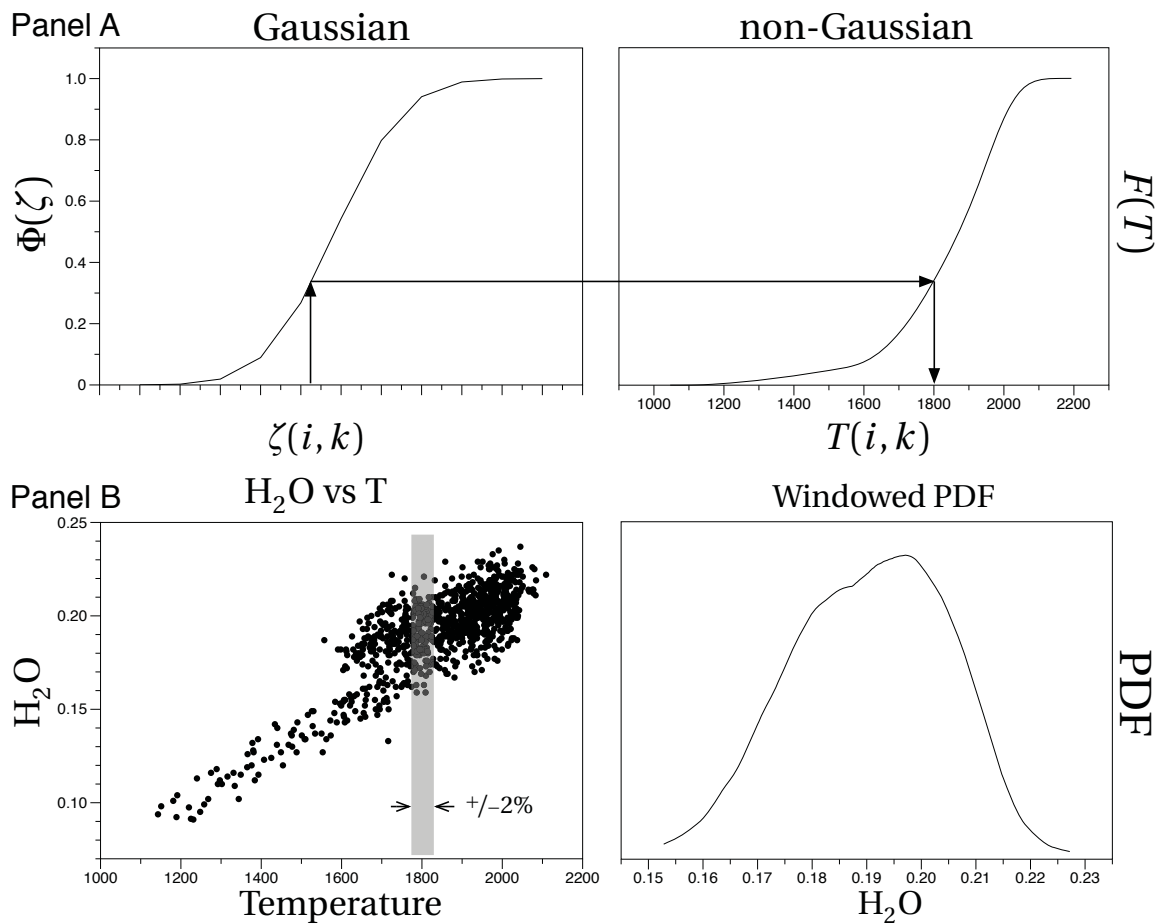 Panel A
Gaussian
non-Gaussian
1.0
0.8
0.6
0.4
0.2
0
Φ(ζ)
ζ(i, k)
F(T)
1000 1200 1400 1600 1800 2000 2200
T(i, k)
Panel B
H₂O vs T
Windowed PDF
0.25
0.20
0.15
0.10
H₂O
+/−2%
1000 1200 1400 1600 1800 2000 2200
Temperature
PDF
0.15 0.16 0.17 0.18 0.19 0.20 0.21 0.22 0.23
H₂O